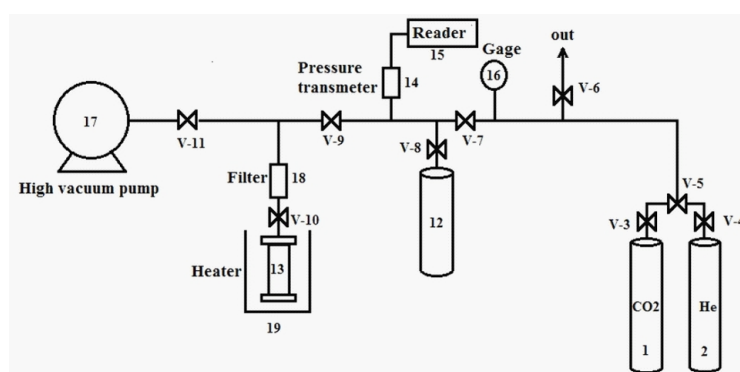 Reader
15
out
Gage
16
Pressure
transmeter
14
V-6
17
V-11
V-9
V-8
V-7
High vacuum pump
Filter
18
V-10
V-5
V-3
V-4
12
Heater
13
19
CO2
1
He
2